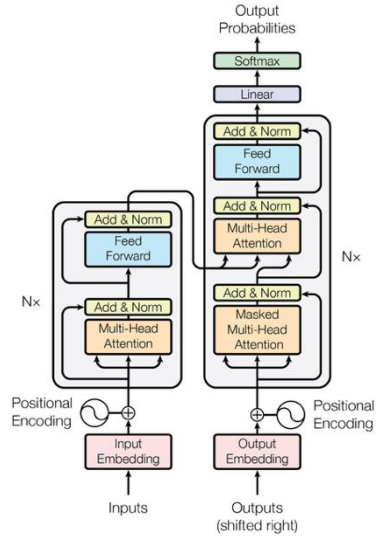 Output
Probabilities
Softmax
Linear
Add & Norm
Feed
Forward
Add & Norm
Multi-Head
Attention
Add & Norm
Masked
Multi-Head
Attention
N×
Add & Norm
Feed
Forward
Add & Norm
Multi-Head
Attention
N×
Positional
Encoding
Positional
Encoding
Input
Embedding
Output
Embedding
Inputs
Outputs
(shifted right)